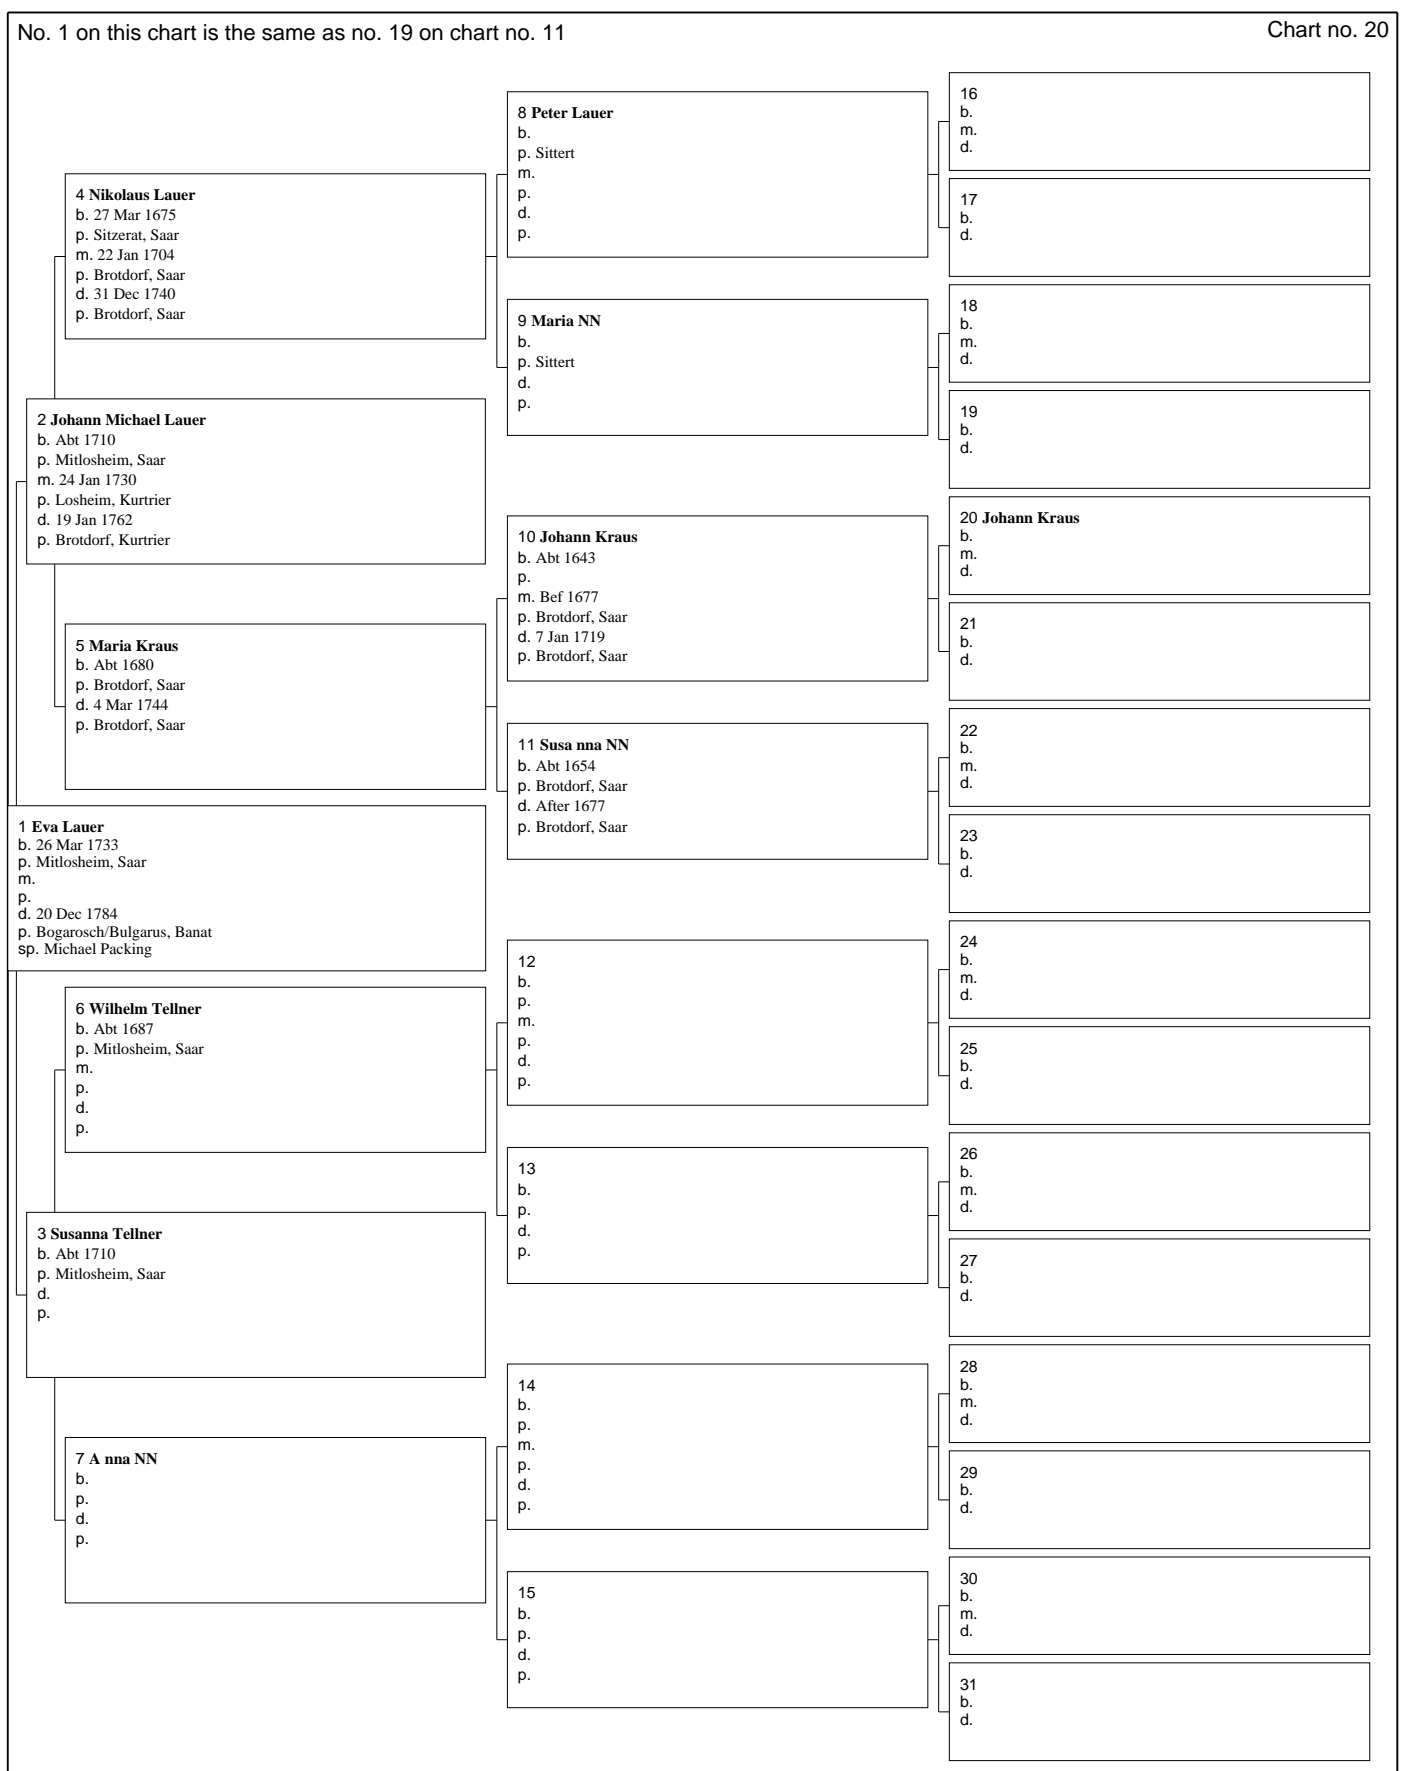 No. 1 on this chart is the same as no. 19 on chart no. 11
Chart no. 20
8 Peter Lauer
b.
p. Sittert
m.
p.
d.
p.
4 Nikolaus Lauer
b. 27 Mar 1675
p. Sitzerat, Saar
m. 22 Jan 1704
p. Brotdorf, Saar
d. 31 Dec 1740
p. Brotdorf, Saar
9 Maria NN
b.
p. Sittert
d.
p.
2 Johann Michael Lauer
b. Abt 1710
p. Mitlosheim, Saar
m. 24 Jan 1730
p. Losheim, Kurtrier
d. 19 Jan 1762
p. Brotdorf, Kurtrier
10 Johann Kraus
b. Abt 1643
p.
m. Bef 1677
p. Brotdorf, Saar
d. 7 Jan 1719
p. Brotdorf, Saar
5 Maria Kraus
b. Abt 1680
p. Brotdorf, Saar
d. 4 Mar 1744
p. Brotdorf, Saar
11 Susa nna NN
b. Abt 1654
p. Brotdorf, Saar
d. After 1677
p. Brotdorf, Saar
1 Eva Lauer
b. 26 Mar 1733
p. Mitlosheim, Saar
m.
p.
d. 20 Dec 1784
p. Bogarosch/Bulgarus, Banat
sp. Michael Packing
12
b.
p.
m.
p.
d.
p.
6 Wilhelm Tellner
b. Abt 1687
p. Mitlosheim, Saar
m.
p.
d.
p.
13
b.
p.
d.
p.
3 Susanna Tellner
b. Abt 1710
p. Mitlosheim, Saar
d.
p.
14
b.
p.
m.
p.
d.
p.
7 A nna NN
b.
p.
d.
p.
15
b.
p.
d.
p.
16
b.
m.
d.
17
b.
d.
18
b.
m.
d.
19
b.
d.
20 Johann Kraus
b.
m.
d.
21
b.
d.
22
b.
m.
d.
23
b.
d.
24
b.
m.
d.
25
b.
d.
26
b.
m.
d.
27
b.
d.
28
b.
m.
d.
29
b.
d.
30
b.
m.
d.
31
b.
d.